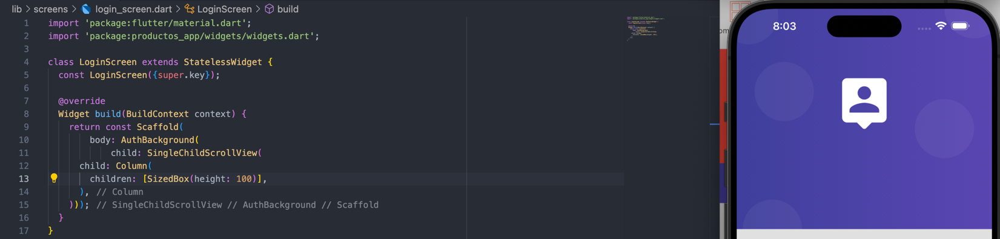 lib > screens > login_screen.dart > LoginScreen > build
1 import 'package:flutter/material.dart';
2 import 'package:productos_app/widgets/widgets.dart';
3
4 class LoginScreen extends StatelessWidget {
5 const LoginScreen({super.key});
6
7 @override
8 Widget build(BuildContext context) {
9 return const Scaffold(
10 body: AuthBackground(
11 child: SingleChildScrollView(
12 child: Column(
13 children: [SizedBox(height: 100)],
14 ), // Column
15 ))); // SingleChildScrollView // AuthBackground // Scaffold
16 }
17 }
8:03